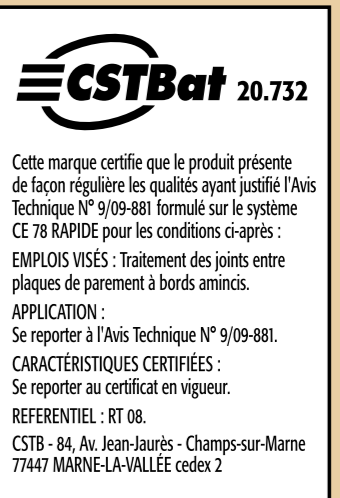 CSTBat 20.732
Cette marque certifie que le produit présente
de façon régulière les qualités ayant justifié l'Avis
Technique N° 9/09-881 formulé sur le système
CE 78 RAPIDE pour les conditions ci-après :
EMPLOIS VISÉS : Traitement des joints entre
plaques de parement à bords amincis.
APPLICATION :
Se reporter à l'Avis Technique N° 9/09-881.
CARACTÉRISTIQUES CERTIFIÉES :
Se reporter au certificat en vigueur.
REFERENTIEL : RT 08.
CSTB - 84, Av. Jean-Jaurès - Champs-sur-Marne
77447 MARNE-LA-VALLÉE cedex 2